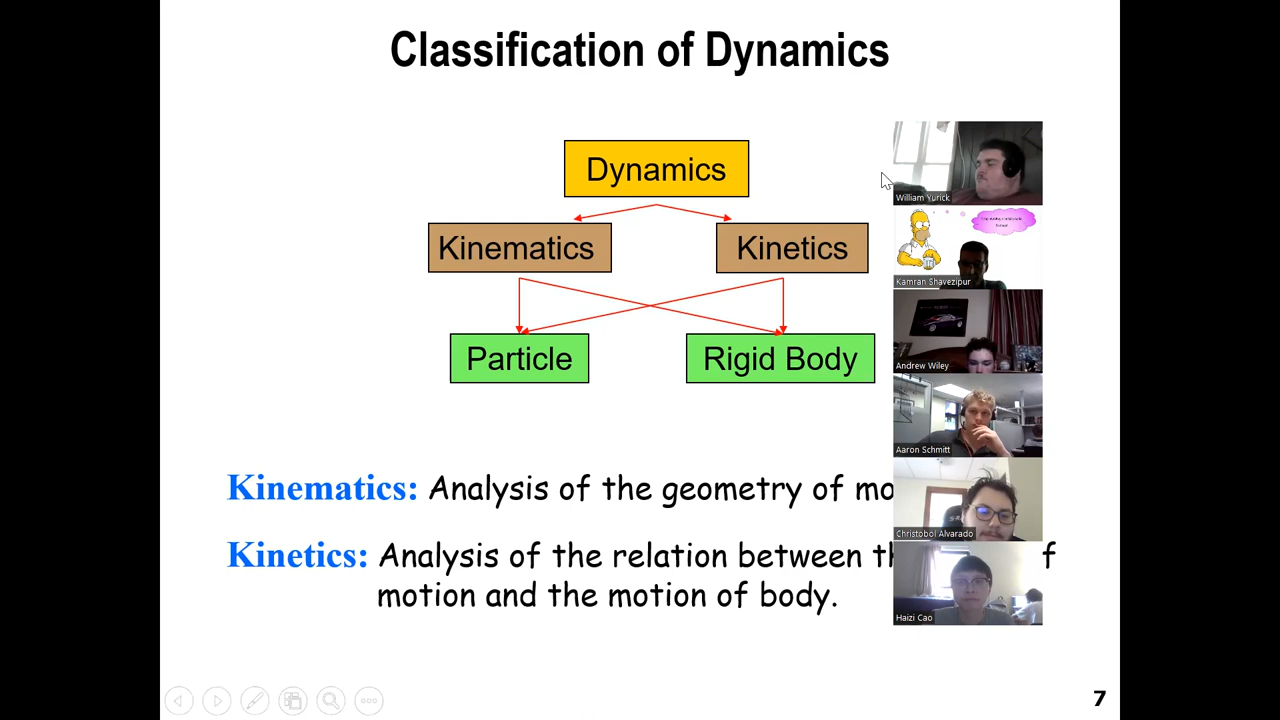 Classification of Dynamics
Dynamics
Kinematics
Kinetics
Particle
Rigid Body
Kinematics: Analysis of the geometry of mo
Kinetics: Analysis of the relation between th f
motion and the motion of body.
William Yurick
Kamran Shavezipur
Andrew Wiley
Aaron Schmitt
Christobol Alvarado
Haizi Cao
7